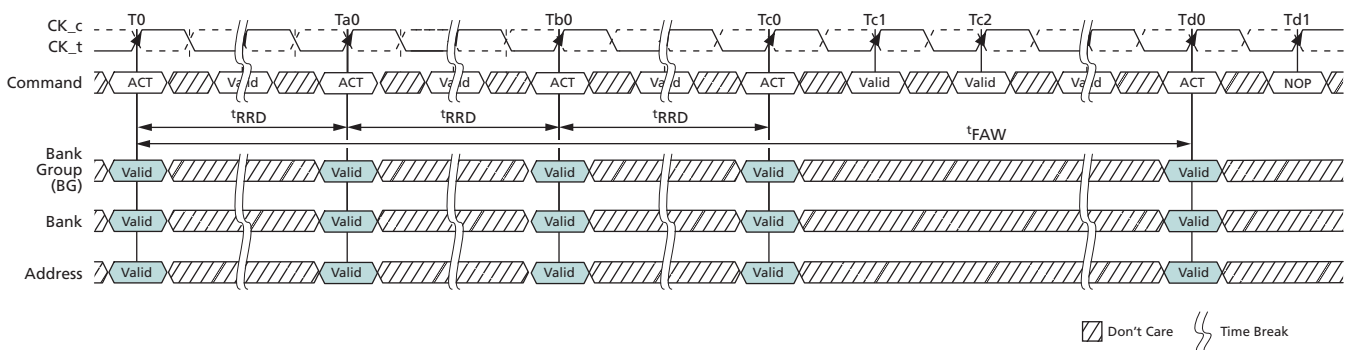 T0 Ta0 Tb0 Tc0 Tc1 Tc2 Td0 Td1
CK_c
CK_t
Command ACT Valid ACT Valid ACT Valid ACT Valid Valid Valid ACT NOP
tRRD tRRD tRRD
tFAW
Bank
Group
(BG)
Valid Valid Valid Valid Valid
Bank Valid Valid Valid Valid Valid
Address Valid Valid Valid Valid Valid
Don't Care Time Break